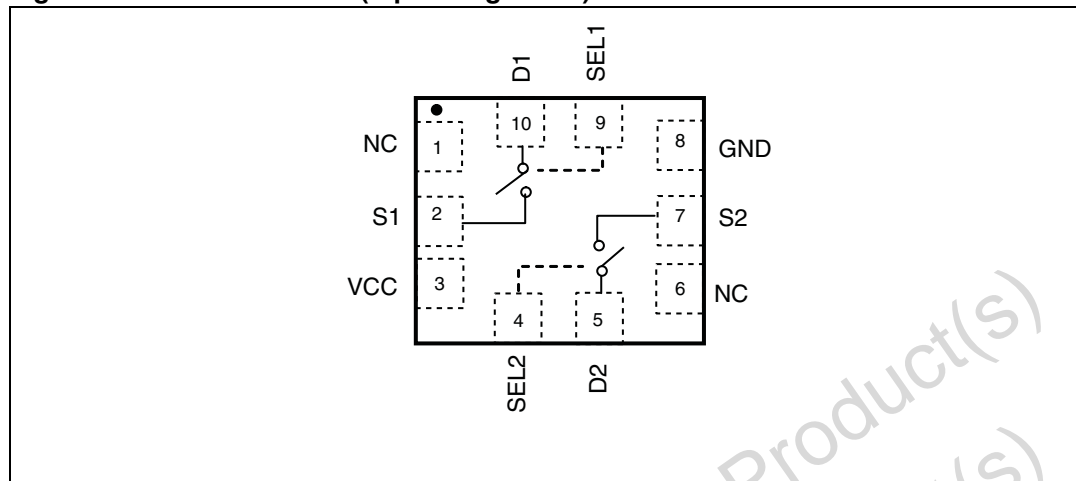 D1 SEL1
10 9
NC 1 8 GND
S1 2 7 S2
VCC 3 6 NC
4 5
SEL2 D2
Product(s)